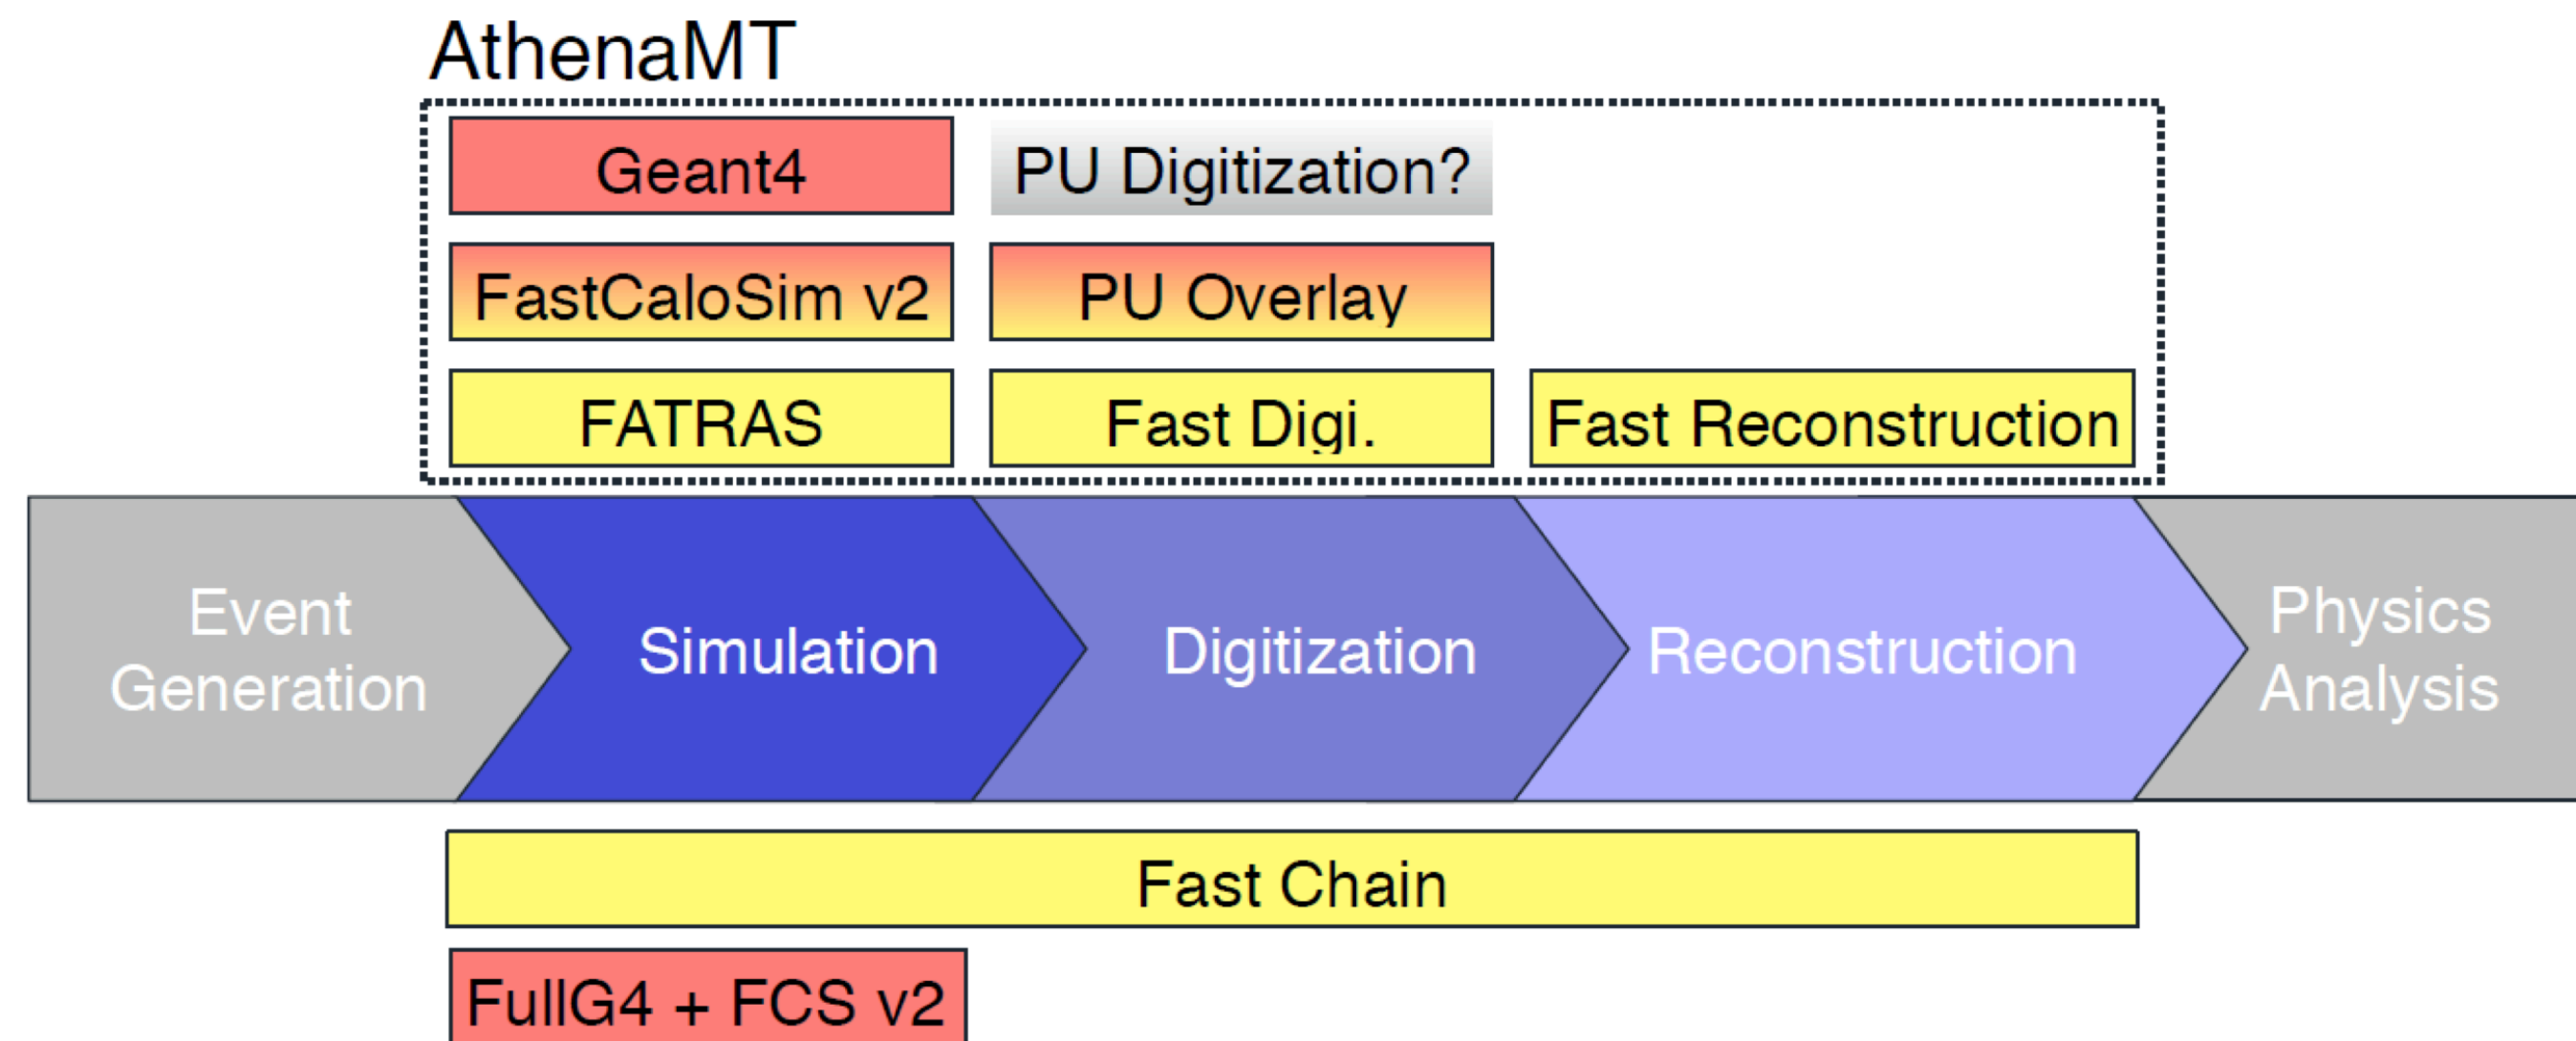 AthenaMT
Geant4
PU Digitization?
FastCaloSim v2
PU Overlay
FATRAS
Fast Digi.
Fast Reconstruction
Event
Generation
Simulation
Digitization
Reconstruction
Physics
Analysis
Fast Chain
FullG4 + FCS v2